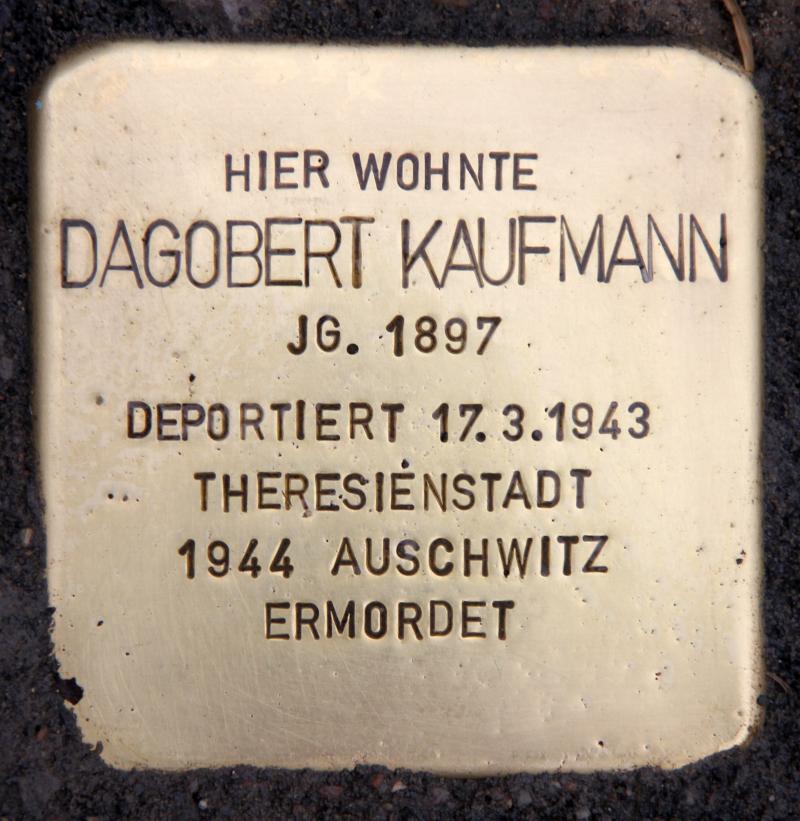 HIER WOHNTE
DAGOBERT KAUFMANN
JG. 1897
DEPORTIERT 17.3.1943
THERESIENSTADT
1944 AUSCHWITZ
ERMORDET